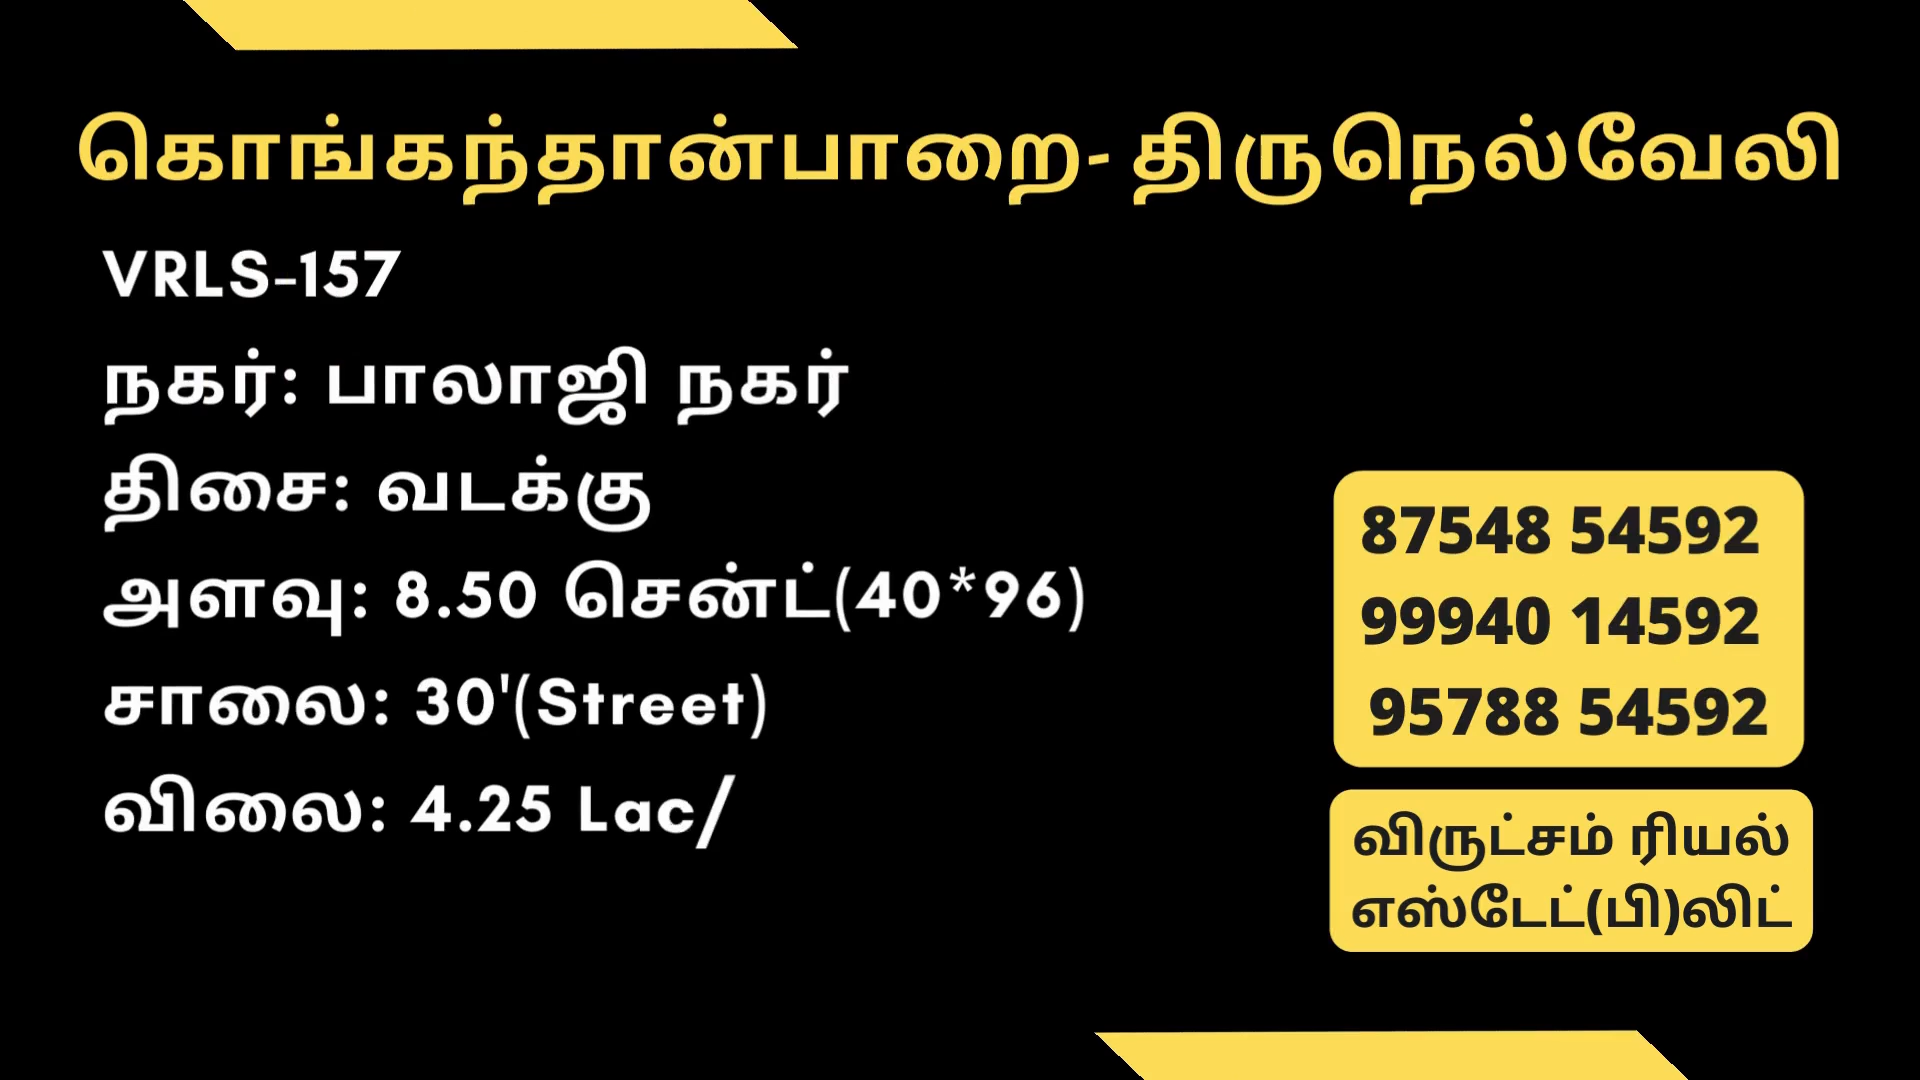 கொங்கந்தான்பாறை- திருநெல்வேலி
VRLS-157
நகர்: பாலாஜி நகர்
திசை: வடக்கு
அளவு: 8.50 சென்ட்(40*96)
சாலை: 30'(Street)
விலை: 4.25 Lac/
87548 54592
99940 14592
95788 54592
விருட்சம் ரியல்
எஸ்டேட்(பி)லிட்